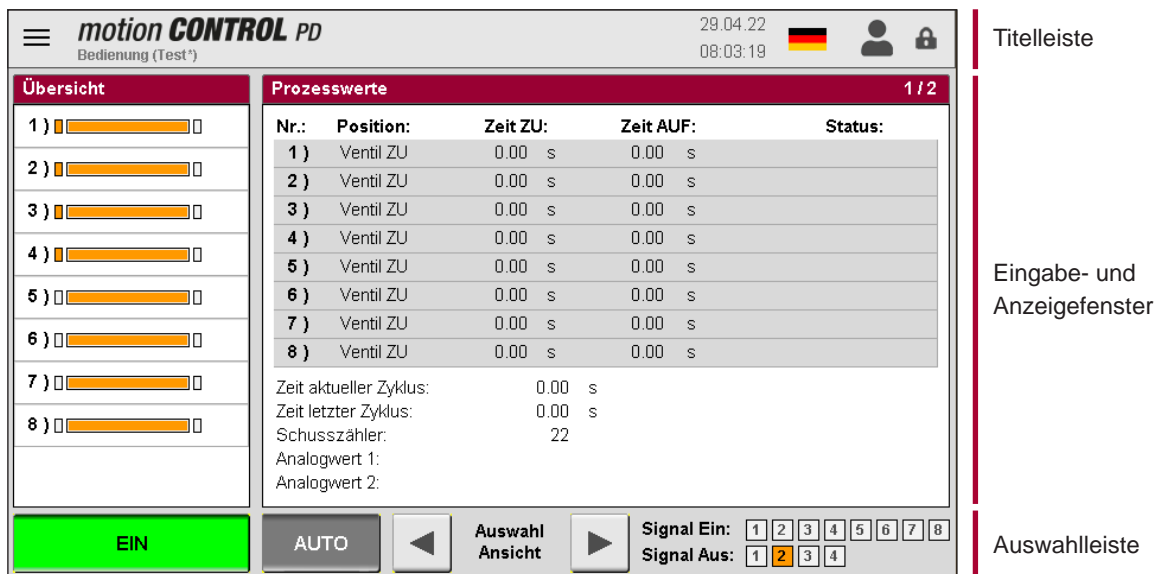 motion CONTROL PD
Bedienung (Test*)
29.04.22
08:03:19
Titelleiste
Übersicht
1 )
2 )
3 )
4 )
5 )
6 )
7 )
8 )
Prozesswerte 1 / 2
Nr.: Position: Zeit ZU: Zeit AUF: Status:
1 ) Ventil ZU 0.00 s 0.00 s
2 ) Ventil ZU 0.00 s 0.00 s
3 ) Ventil ZU 0.00 s 0.00 s
4 ) Ventil ZU 0.00 s 0.00 s
5 ) Ventil ZU 0.00 s 0.00 s
6 ) Ventil ZU 0.00 s 0.00 s
7 ) Ventil ZU 0.00 s 0.00 s
8 ) Ventil ZU 0.00 s 0.00 s
Zeit aktueller Zyklus: 0.00 s
Zeit letzter Zyklus: 0.00 s
Schusszähler: 22
Analogwert 1:
Analogwert 2:
Eingabe- und
Anzeigefenster
EIN
AUTO
Auswahl
Ansicht
Signal Ein: 1 2 3 4 5 6 7 8
Signal Aus: 1 2 3 4
Auswahlleiste